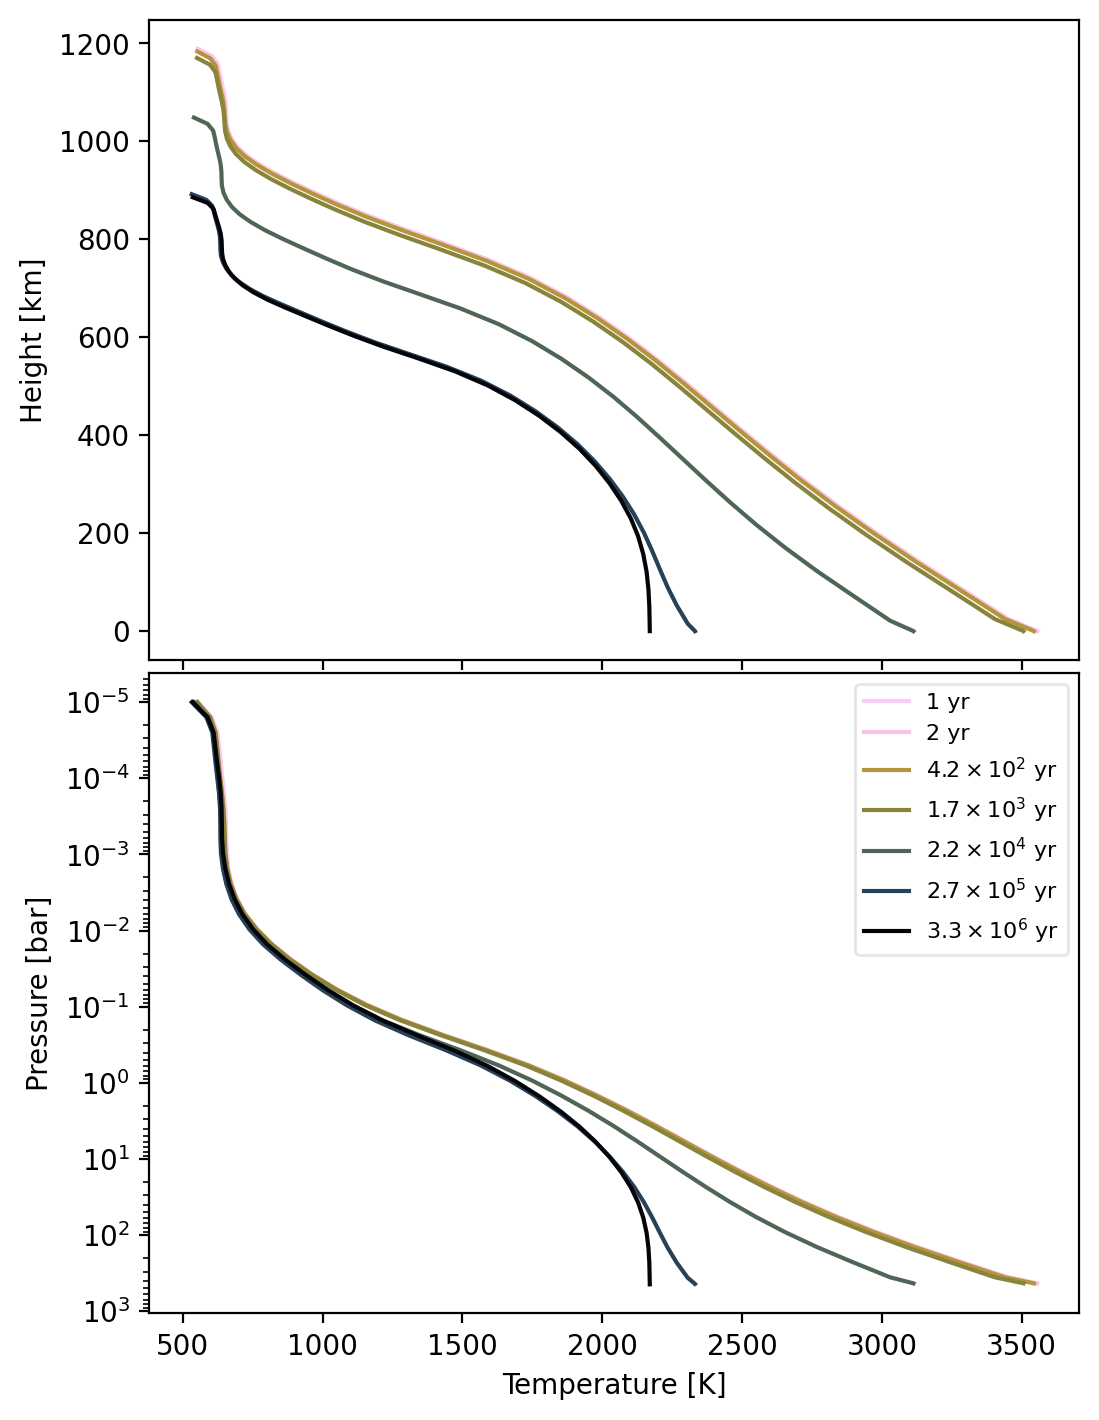 1200
1000
800
600
400
200
0
Height [km]
10⁻⁵
10⁻⁴
10⁻³
10⁻²
10⁻¹
10⁰
10¹
10²
10³
Pressure [bar]
1 yr
2 yr
4.2 × 10² yr
1.7 × 10³ yr
2.2 × 10⁴ yr
2.7 × 10⁵ yr
3.3 × 10⁶ yr
500 1000 1500 2000 2500 3000 3500
Temperature [K]